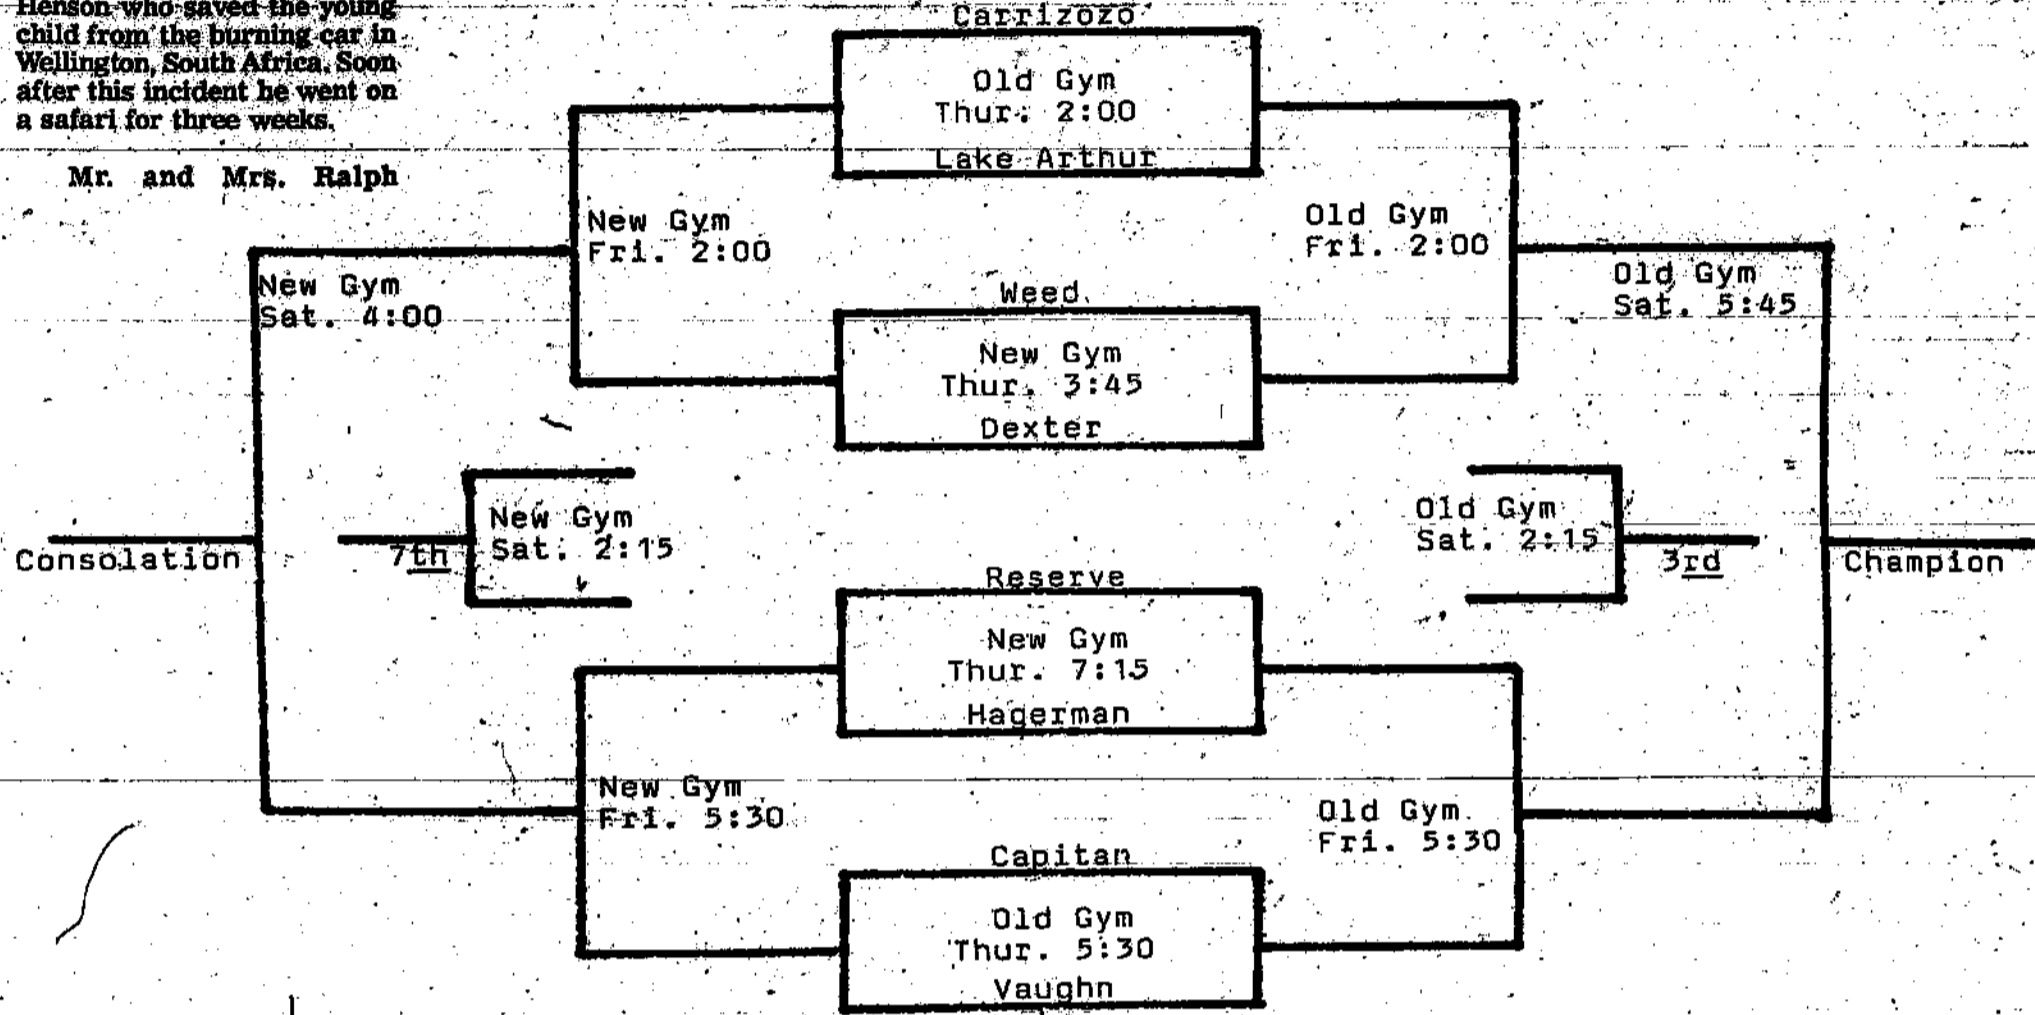 Henson who saved the young
child from the burning car in
Wellington, South Africa. Soon
after this incident he went on
a safari for three weeks.
Mr. and Mrs. Ralph
Carrizozo
Old Gym
Thur. 2:00
Lake Arthur
New Gym
Fri. 2:00
Old Gym
Fri. 2:00
New Gym
Sat. 4:00
Weed
New Gym
Thur. 3:45
Dexter
Old Gym
Sat. 5:45
Consolation
7th
New Gym
Sat. 2:15
Old Gym
Sat. 2:15
3rd
Champion
Reserve
New Gym
Thur. 7:15
Hagerman
New Gym
Fri. 5:30
Old Gym
Fri. 5:30
Capitan
Old Gym
Thur. 5:30
Vaughn